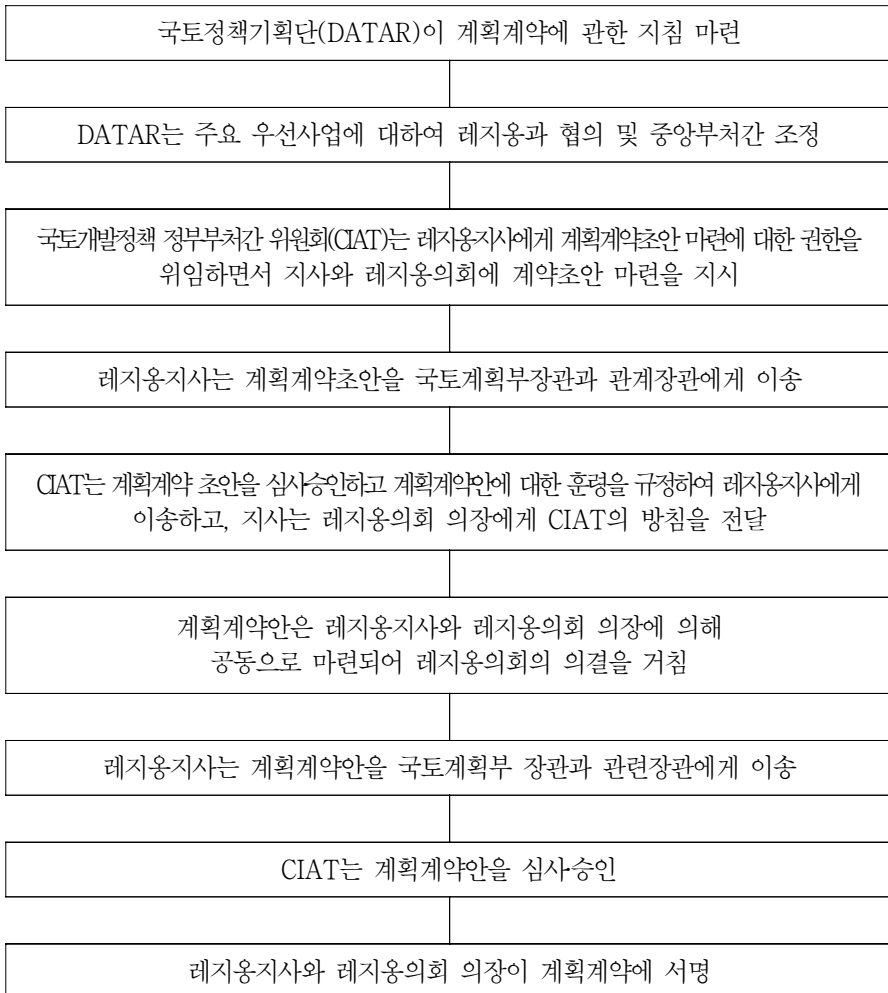 국토정책기획단(DATAR)이 계획계약에 관한 지침 마련
DATAR는 주요 우선사업에 대하여 레지옹과 협의 및 중앙부처간 조정
국토개발정책 정부부처간 위원회(CIAT)는 레지옹지사에게 계획계약초안 마련에 대한 권한을
위임하면서 지사와 레지옹의회에 계약초안 마련을 지시
레지옹지사는 계획계약초안을 국토계획부장관과 관계장관에게 이송
CIAT는 계획계약 초안을 심사·승인하고 계획계약안에 대한 훈령을 규정하여 레지옹지사에게
이송하고, 지사는 레지옹의회 의장에게 CIAT의 방침을 전달
계획계약안은 레지옹지사와 레지옹의회 의장에 의해
공동으로 마련되어 레지옹의회의 의결을 거침
레지옹지사는 계획계약안을 국토계획부 장관과 관련장관에게 이송
CIAT는 계획계약안을 심사·승인
레지옹지사와 레지옹의회 의장이 계획계약에 서명